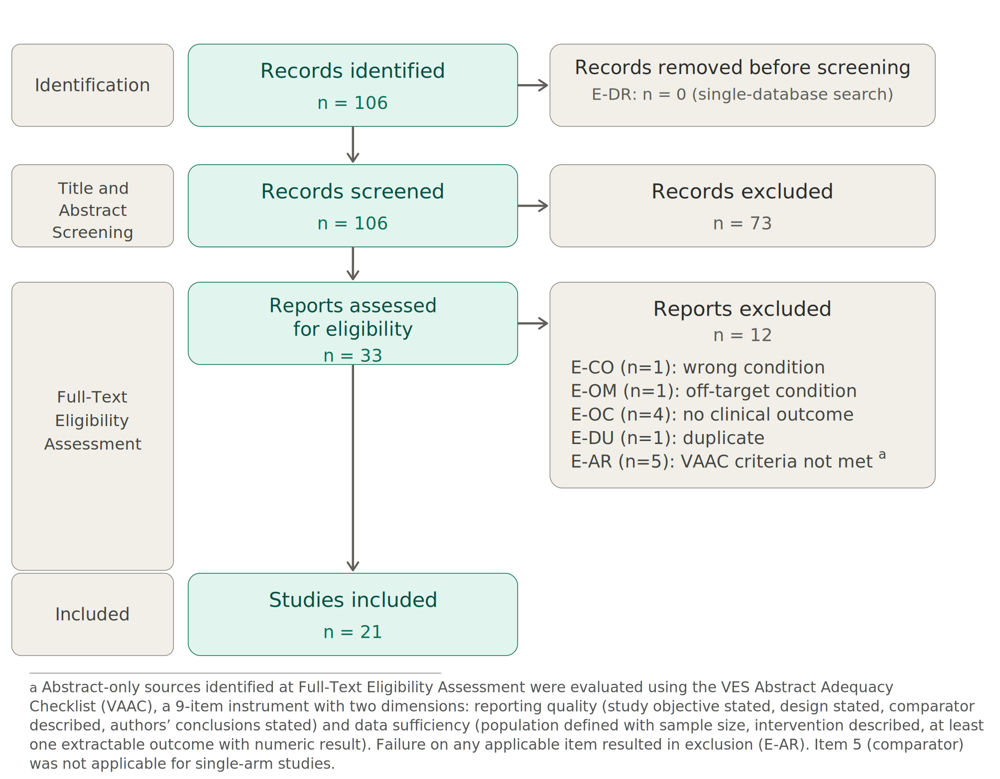 Identification
Records identified
n = 106
Records removed before screening
E-DR: n = 0 (single-database search)
Title and
Abstract
Screening
Records screened
n = 106
Records excluded
n = 73
Full-Text
Eligibility
Assessment
Reports assessed
for eligibility
n = 33
Reports excluded
n = 12
E-CO (n=1): wrong condition
E-OM (n=1): off-target condition
E-OC (n=4): no clinical outcome
E-DU (n=1): duplicate
E-AR (n=5): VAAC criteria not met a
Included
Studies included
n = 21
a Abstract-only sources identified at Full-Text Eligibility Assessment were evaluated using the VES Abstract Adequacy
Checklist (VAAC), a 9-item instrument with two dimensions: reporting quality (study objective stated, design stated, comparator
described, authors’ conclusions stated) and data sufficiency (population defined with sample size, intervention described, at least
one extractable outcome with numeric result). Failure on any applicable item resulted in exclusion (E-AR). Item 5 (comparator)
was not applicable for single-arm studies.